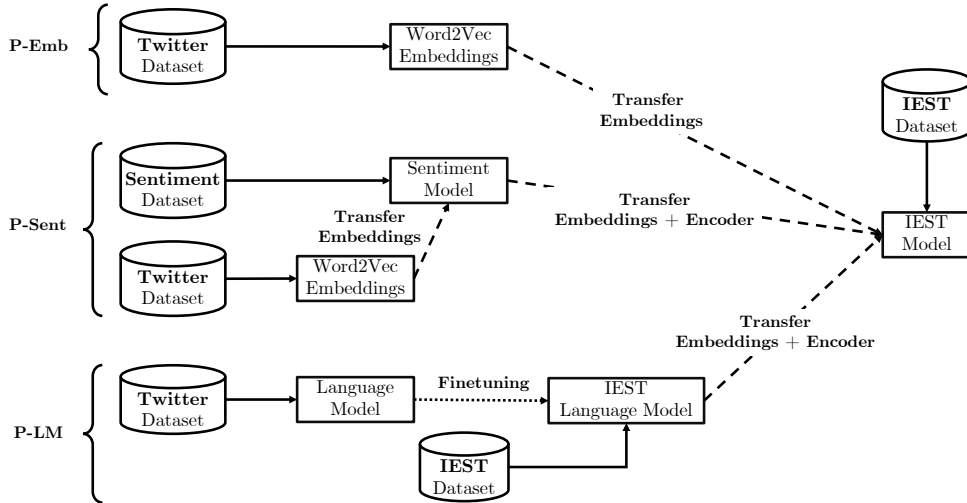 P-Emb
Twitter
Dataset
Word2Vec
Embeddings
Transfer
Embeddings
IEST
Dataset
P-Sent
Sentiment
Dataset
Sentiment
Model
Transfer
Embeddings
Transfer
Embeddings + Encoder
IEST
Model
Twitter
Dataset
Word2Vec
Embeddings
Transfer
Embeddings + Encoder
P-LM
Twitter
Dataset
Language
Model
Finetuning
IEST
Language Model
IEST
Dataset